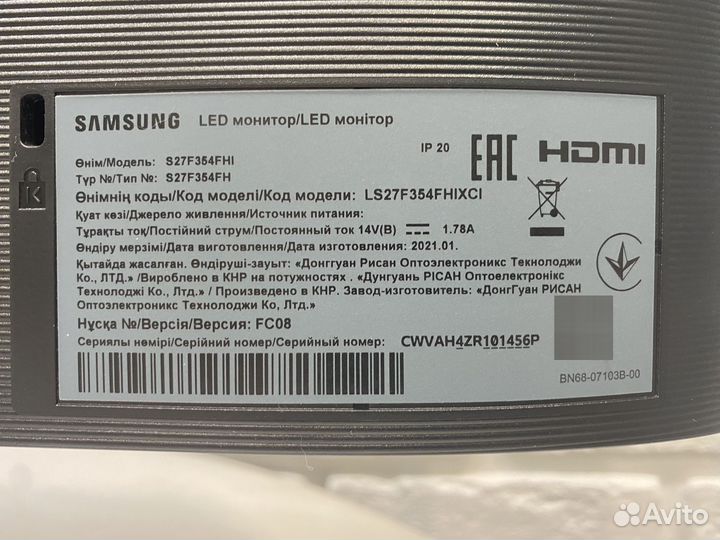 SAMSUNG LED монитор/LED монітор
IP 20 EAC HDMI
Өнім/Модель: S27F354FHI
Түр №/Тип №: S27F354FH
Өнімнің коды/Код моделі/Код модели: LS27F354FHIXCI
Қуат көзі/Джерело живлення/Источник питания:
Тұрақты тоқ/Постійний струм/Постоянный ток 14V(В) 1.78A
Өндіру мерзімі/Дата виготовлення/Дата изготовления: 2021.01.
Қытайда жасалған. Өндіруші-зауыт: «Донггуан Рисан Оптоэлектроникс Текнолоджи
Ко., ЛТД.» /Вироблено в КНР на потужностях . «Дунгуань РІСАН Оптоелектронікс
Технолоджі Ко., Лтд.» / Произведено в КНР. Завод-изготовитель: «ДонгГуан РИСАН
Оптоэлектроникс Технолоджи Ко, Лтд»
Нұсқа №/Версія/Версия: FC08
Сериялы нөмірі/Серійний номер/Серийный номер: CWVAH4ZR101456P
BN68-07103B-00
K
Avito